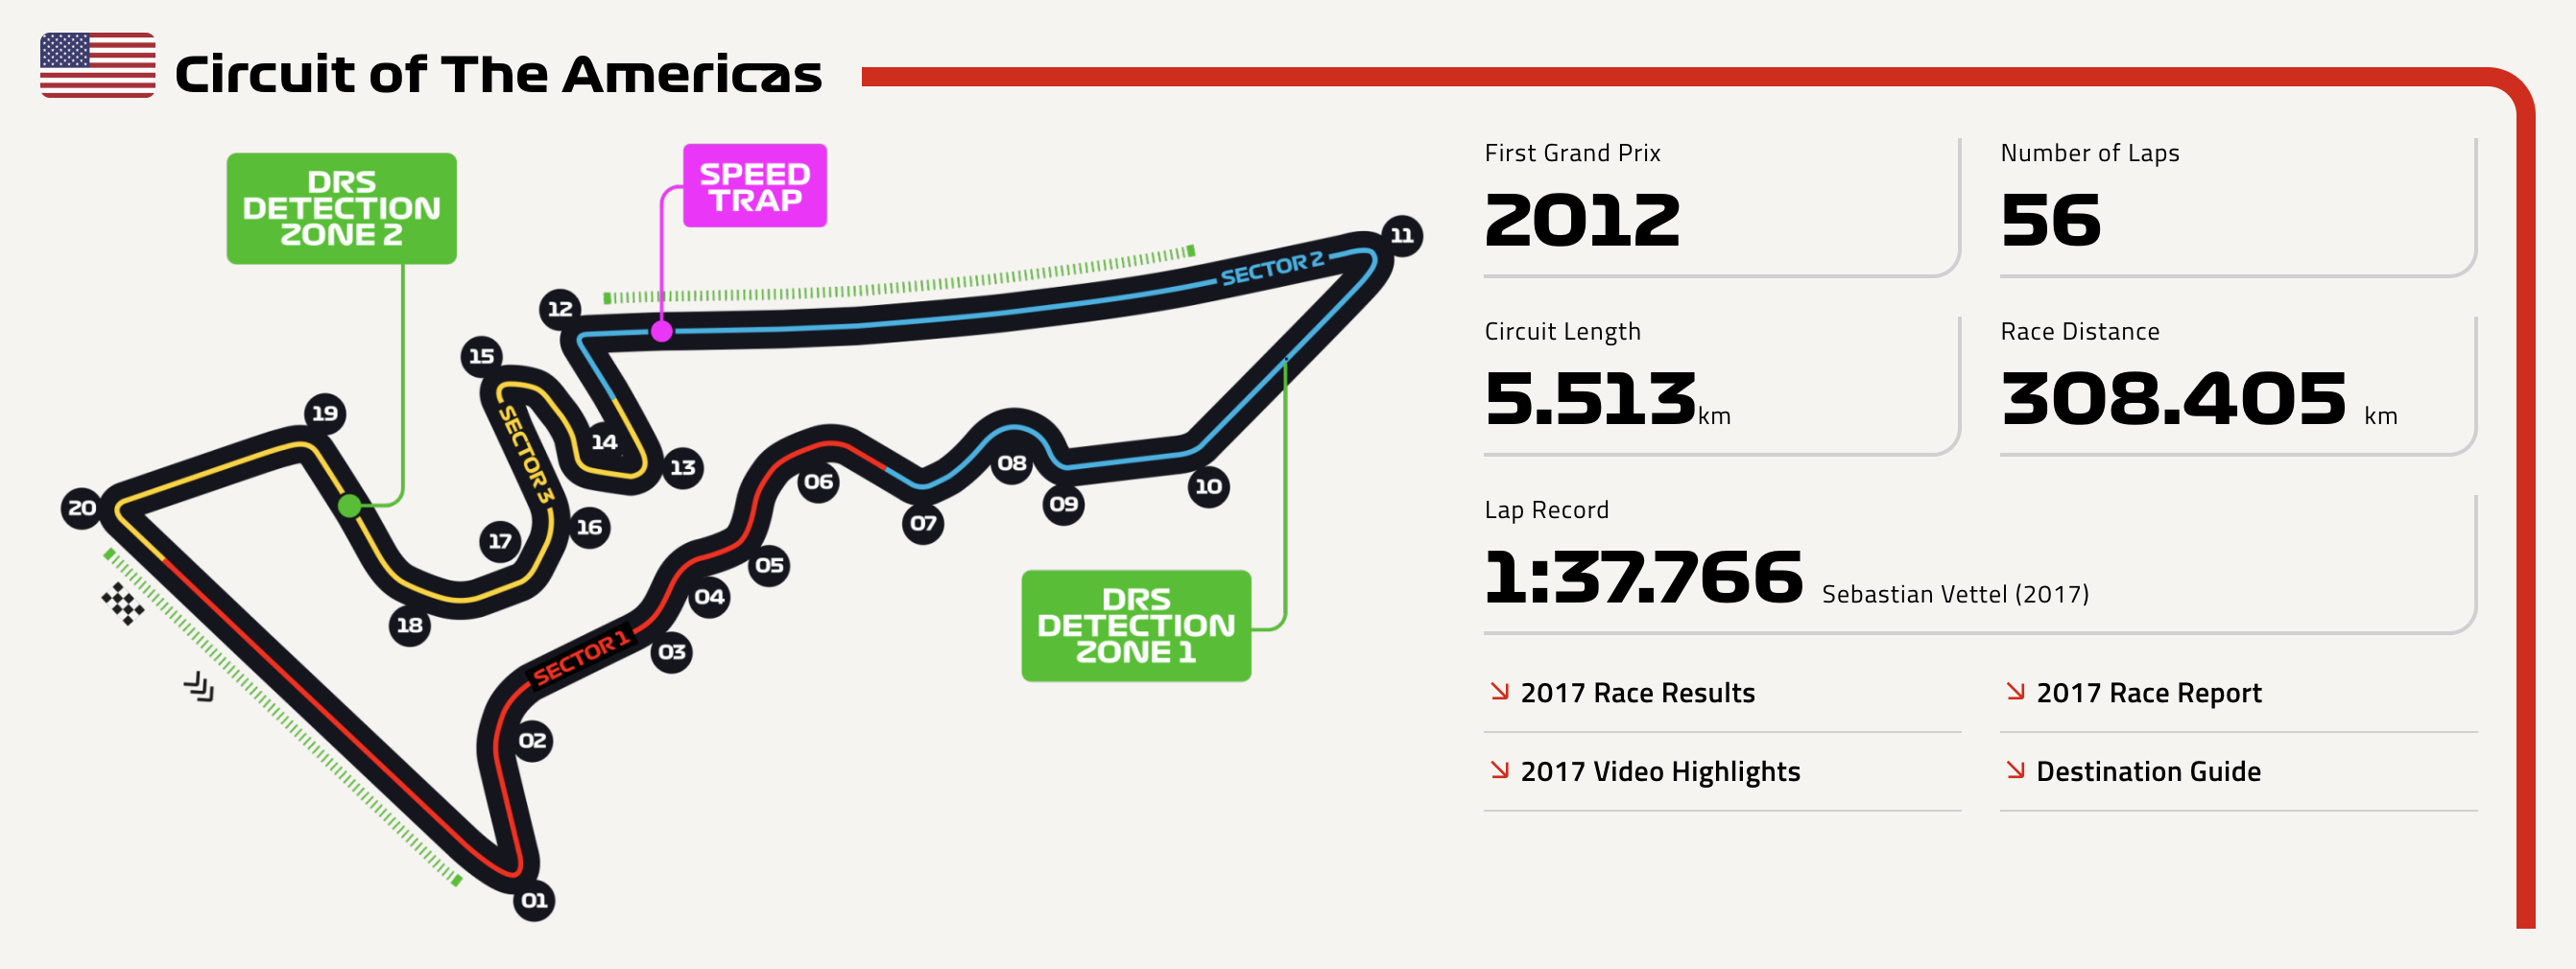 Circuit of The Americas
DRS
DETECTION
ZONE 2
SPEED
TRAP
11
SECTOR 2
12
15
19
14
13
SECTOR 3
06
08
10
09
20
07
17
16
05
04
18
SECTOR 1
03
02
01
DRS
DETECTION
ZONE 1
First Grand Prix
2012
Number of Laps
56
Circuit Length
5.513km
Race Distance
308.405 km
Lap Record
1:37.766 Sebastian Vettel (2017)
2017 Race Results
2017 Race Report
2017 Video Highlights
Destination Guide